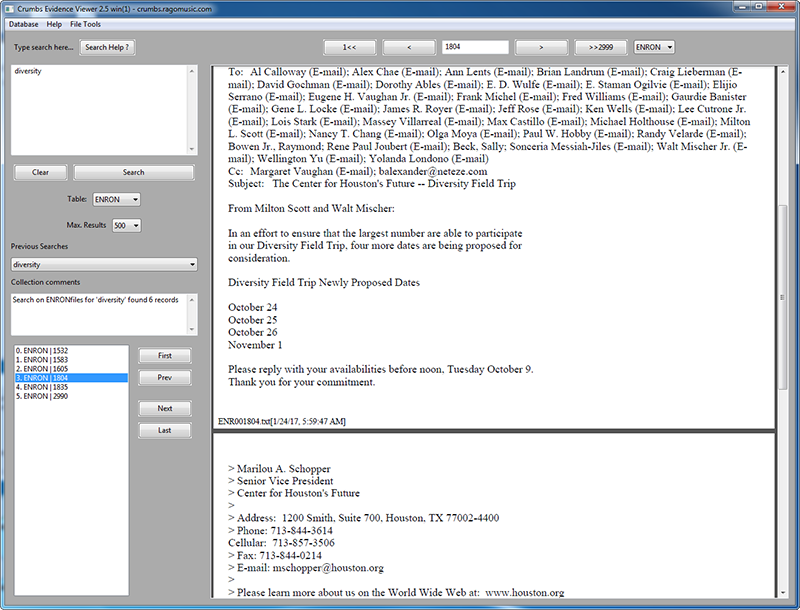 Crumbs Evidence Viewer 2.5 win(1) - crumbs.ragomusic.com
Database Help File Tools
Type search here... Search Help ?
1<< < 1804 > >>2999 ENRON
diversity
Clear Search
Table: ENRON
Max. Results 500
Previous Searches
diversity
Collection comments
Search on ENRONfiles for 'diversity' found 6 records
0. ENRON | 1532
1. ENRON | 1583
2. ENRON | 1605
3. ENRON | 1804
4. ENRON | 1835
5. ENRON | 2990
First
Prev
Next
Last
To: Al Calloway (E-mail); Alex Chae (E-mail); Ann Lents (E-mail); Brian Landrum (E-mail); Craig Lieberman (E-
mail); David Gochman (E-mail); Dorothy Ables (E-mail); E. D. Wulfe (E-mail); E. Staman Ogilvie (E-mail); Elijio
Serrano (E-mail); Eugene H. Vaughan Jr. (E-mail); Frank Michel (E-mail); Fred Williams (E-mail); Gaurdie Banister
(E-mail); Gene L. Locke (E-mail); James R. Royer (E-mail); Jeff Rose (E-mail); Ken Wells (E-mail); Lee Cutrone Jr.
(E-mail); Lois Stark (E-mail); Massey Villarreal (E-mail); Max Castillo (E-mail); Michael Holthouse (E-mail); Milton
L. Scott (E-mail); Nancy T. Chang (E-mail); Olga Moya (E-mail); Paul W. Hobby (E-mail); Randy Velarde (E-mail);
Bowen Jr., Raymond; Rene Paul Joubert (E-mail); Beck, Sally; Sonceria Messiah-Jiles (E-mail); Walt Mischer Jr. (E-
mail); Wellington Yu (E-mail); Yolanda Londono (E-mail)
Cc: Margaret Vaughan (E-mail); balexander@neteze.com
Subject: The Center for Houston's Future -- Diversity Field Trip
From Milton Scott and Walt Mischer:
In an effort to ensure that the largest number are able to participate
in our Diversity Field Trip, four more dates are being proposed for
consideration.
Diversity Field Trip Newly Proposed Dates
October 24
October 25
October 26
November 1
Please reply with your availabilities before noon, Tuesday October 9.
Thank you for your commitment.
ENR001804.txt[1/24/17, 5:59:47 AM]
> Marilou A. Schopper
> Senior Vice President
> Center for Houston's Future
>
> Address: 1200 Smith, Suite 700, Houston, TX 77002-4400
> Phone: 713-844-3614
Cellular: 713-857-3506
> Fax: 713-844-0214
> E-mail: mschopper@houston.org
>
> Please learn more about us on the World Wide Web at: www.houston.org